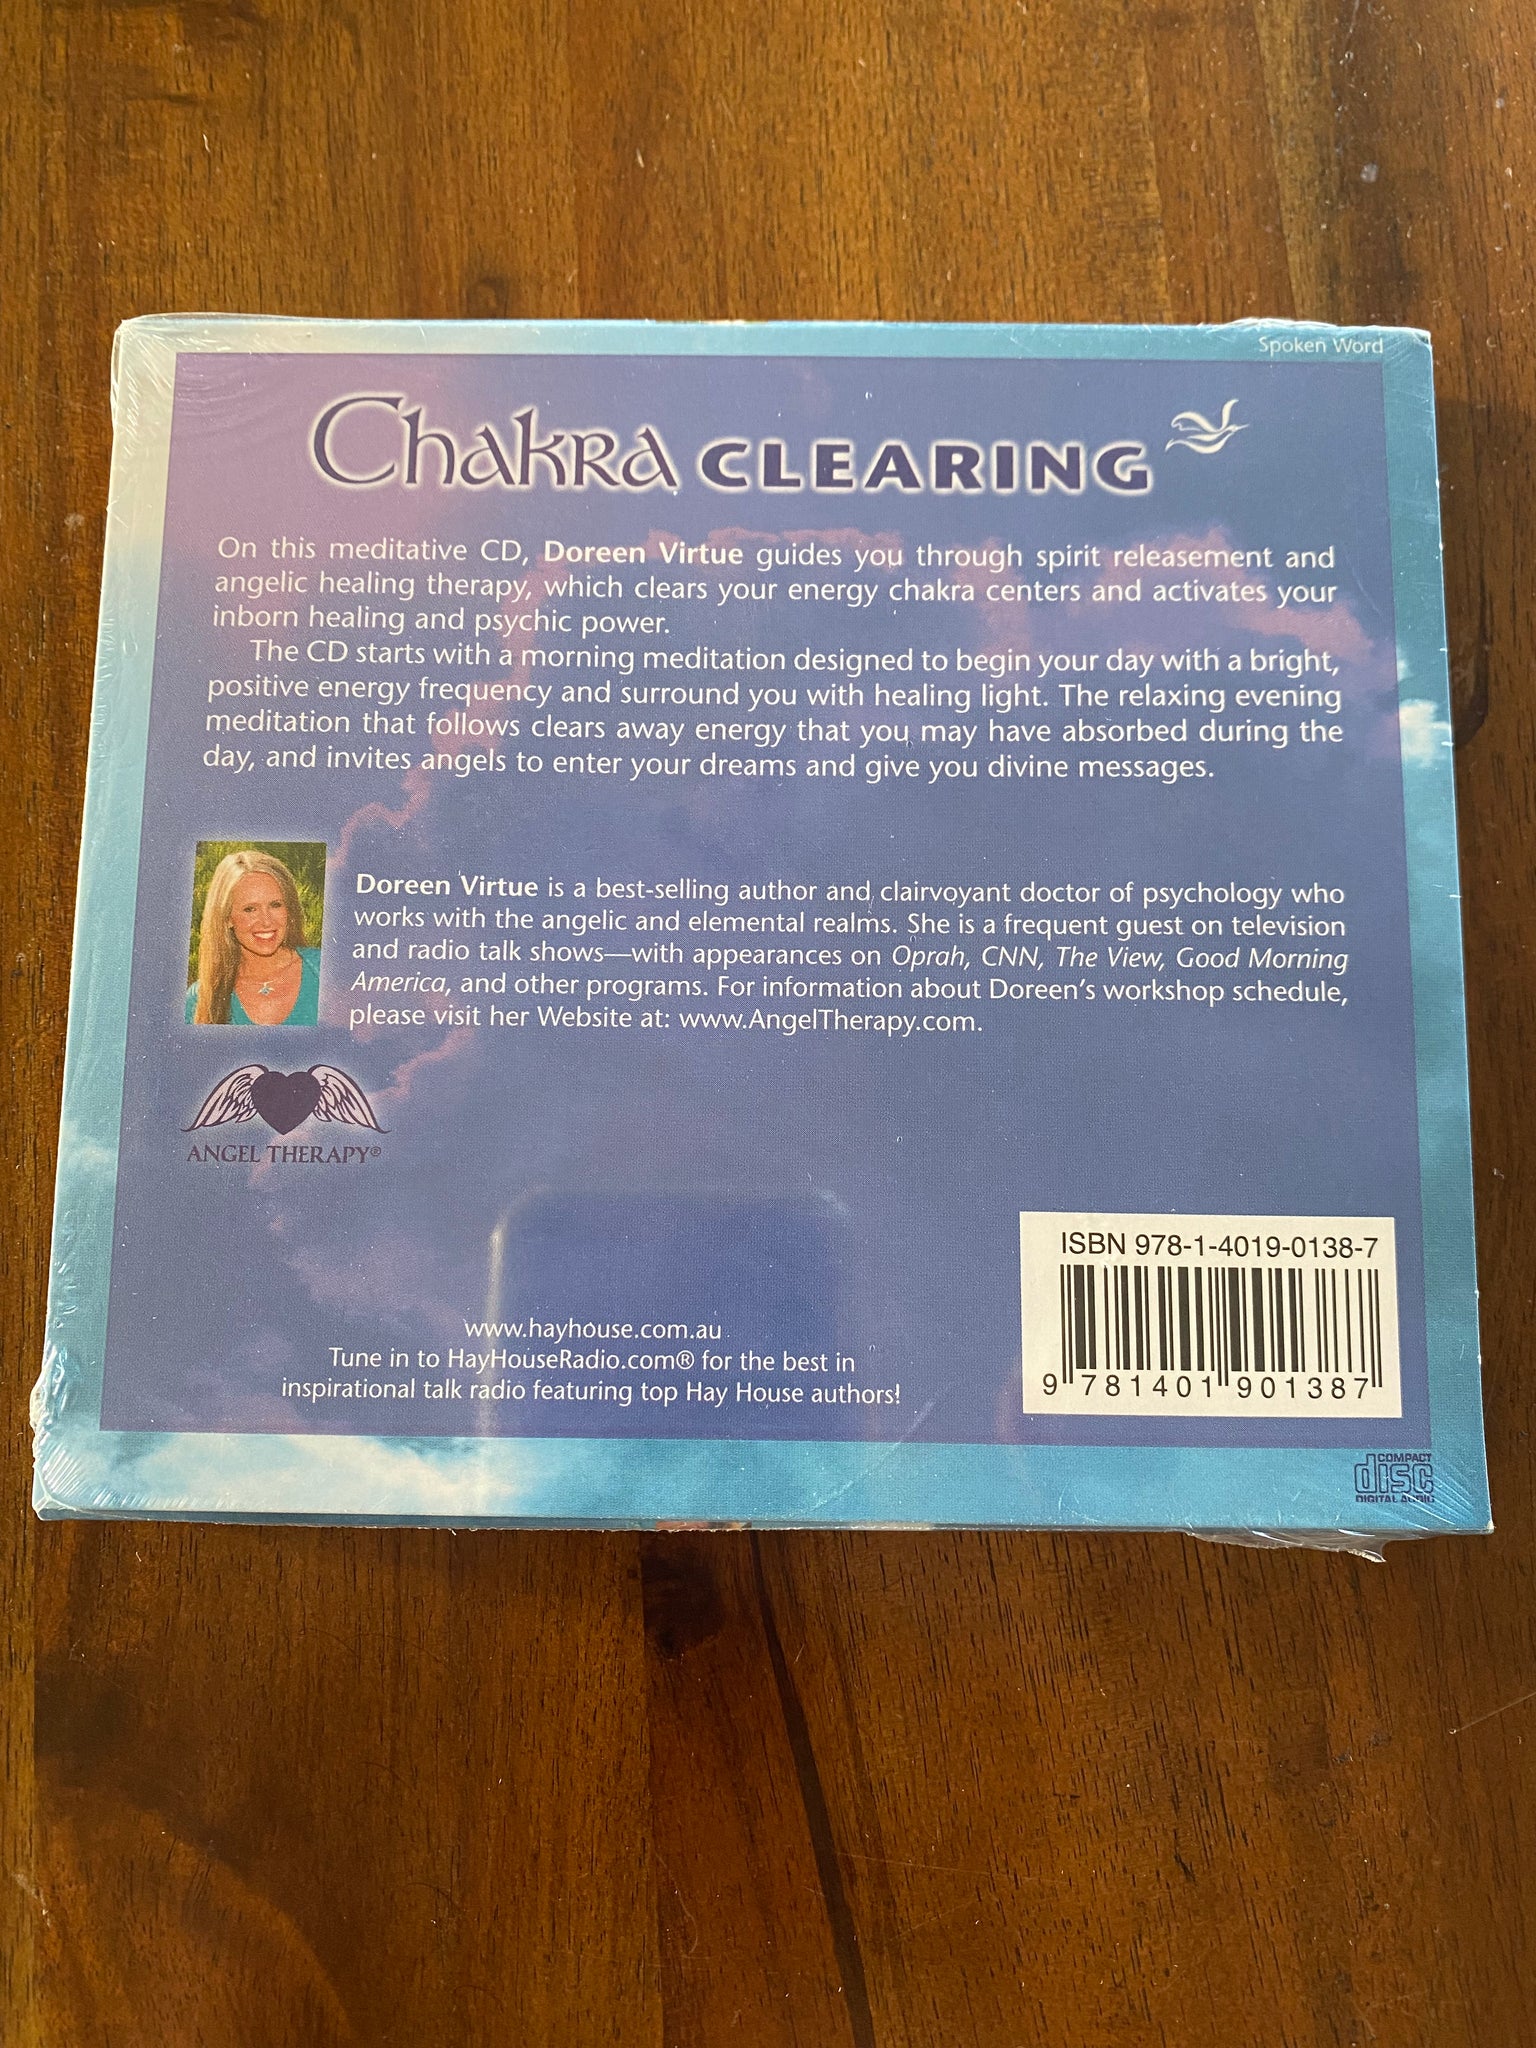 Spoken Word
Chakra CLEARING
On this meditative CD, Doreen Virtue guides you through spirit releasement and
angelic healing therapy, which clears your energy chakra centers and activates your
inborn healing and psychic power.
The CD starts with a morning meditation designed to begin your day with a bright,
positive energy frequency and surround you with healing light. The relaxing evening
meditation that follows clears away energy that you may have absorbed during the
day, and invites angels to enter your dreams and give you divine messages.
Doreen Virtue is a best-selling author and clairvoyant doctor of psychology who
works with the angelic and elemental realms. She is a frequent guest on television
and radio talk shows—with appearances on Oprah, CNN, The View, Good Morning
America, and other programs. For information about Doreen's workshop schedule,
please visit her Website at: www.AngelTherapy.com.
ANGEL THERAPY®
www.hayhouse.com.au
Tune in to HayHouseRadio.com® for the best in
inspirational talk radio featuring top Hay House authors!
ISBN 978-1-4019-0138-7
9 781401 901387
COMPACT
disc
DIGITAL AUDIO